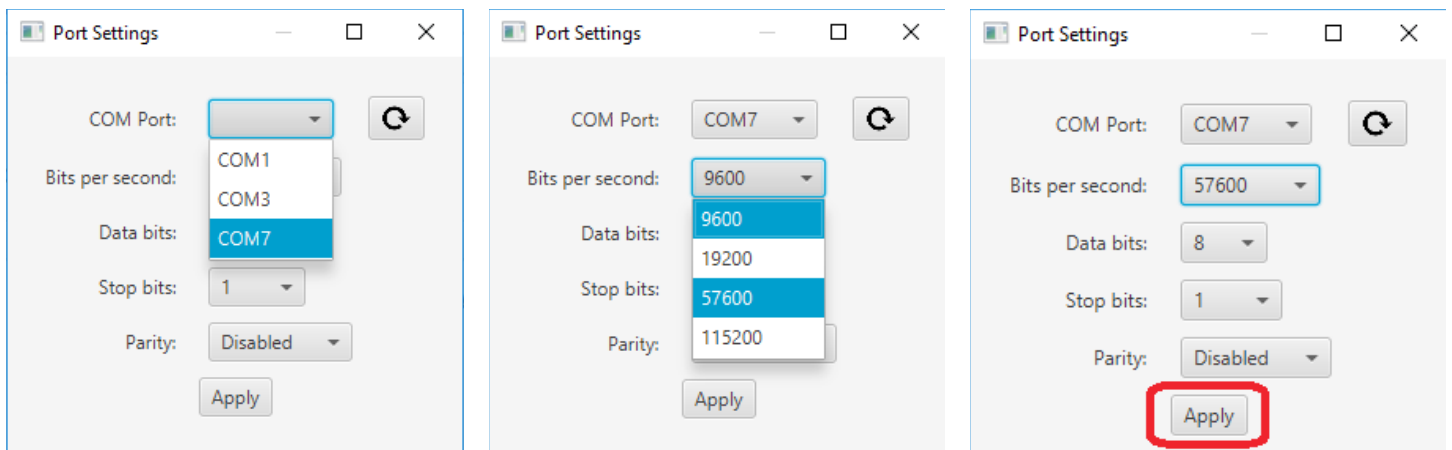 Port Settings
COM Port:
COM1
Bits per second:
COM3
Data bits:
COM7
Stop bits: 1
Parity: Disabled
Apply
Port Settings
COM Port: COM7
Bits per second: 9600
9600
Data bits:
19200
Stop bits:
57600
Parity:
115200
Apply
Port Settings
COM Port: COM7
Bits per second: 57600
Data bits: 8
Stop bits: 1
Parity: Disabled
Apply